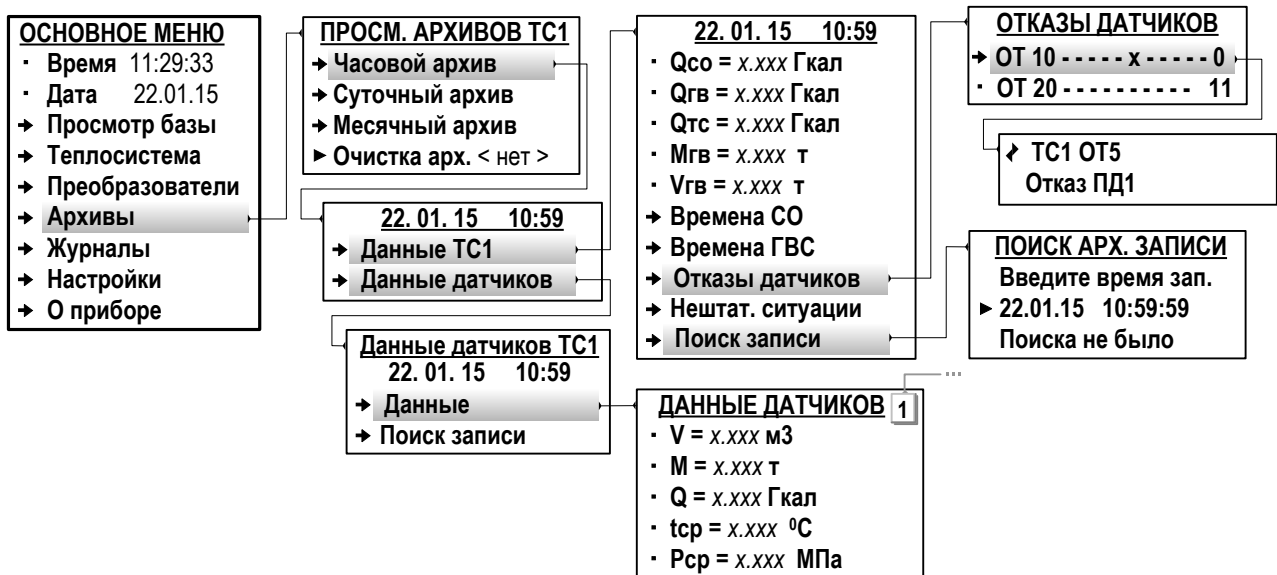 ОСНОВНОЕ МЕНЮ
Время 11:29:33
Дата 22.01.15
Просмотр базы
Теплосистема
Преобразователи
Архивы
Журналы
Настройки
О приборе
ПРОСМ. АРХИВОВ ТС1
Часовой архив
Суточный архив
Месячный архив
Очистка арх. < нет >
22. 01. 15 10:59
Данные ТС1
Данные датчиков
Данные датчиков ТС1
22. 01. 15 10:59
Данные
Поиск записи
22. 01. 15 10:59
Qсо = x.xxx Гкал
Qгв = x.xxx Гкал
Qтс = x.xxx Гкал
Mгв = x.xxx т
Vгв = x.xxx т
Времена СО
Времена ГВС
Отказы датчиков
Нештат. ситуации
Поиск записи
ДАННЫЕ ДАТЧИКОВ 1
...
V = x.xxx м3
M = x.xxx т
Q = x.xxx Гкал
tcp = x.xxx ⁰C
Pcp = x.xxx МПа
ОТКАЗЫ ДАТЧИКОВ
ОТ 10 - - - - - x - - - - - 0
ОТ 20 - - - - - - - - - - 11
ТС1 ОТ5
Отказ ПД1
ПОИСК АРХ. ЗАПИСИ
Введите время зап.
22.01.15 10:59:59
Поиска не было